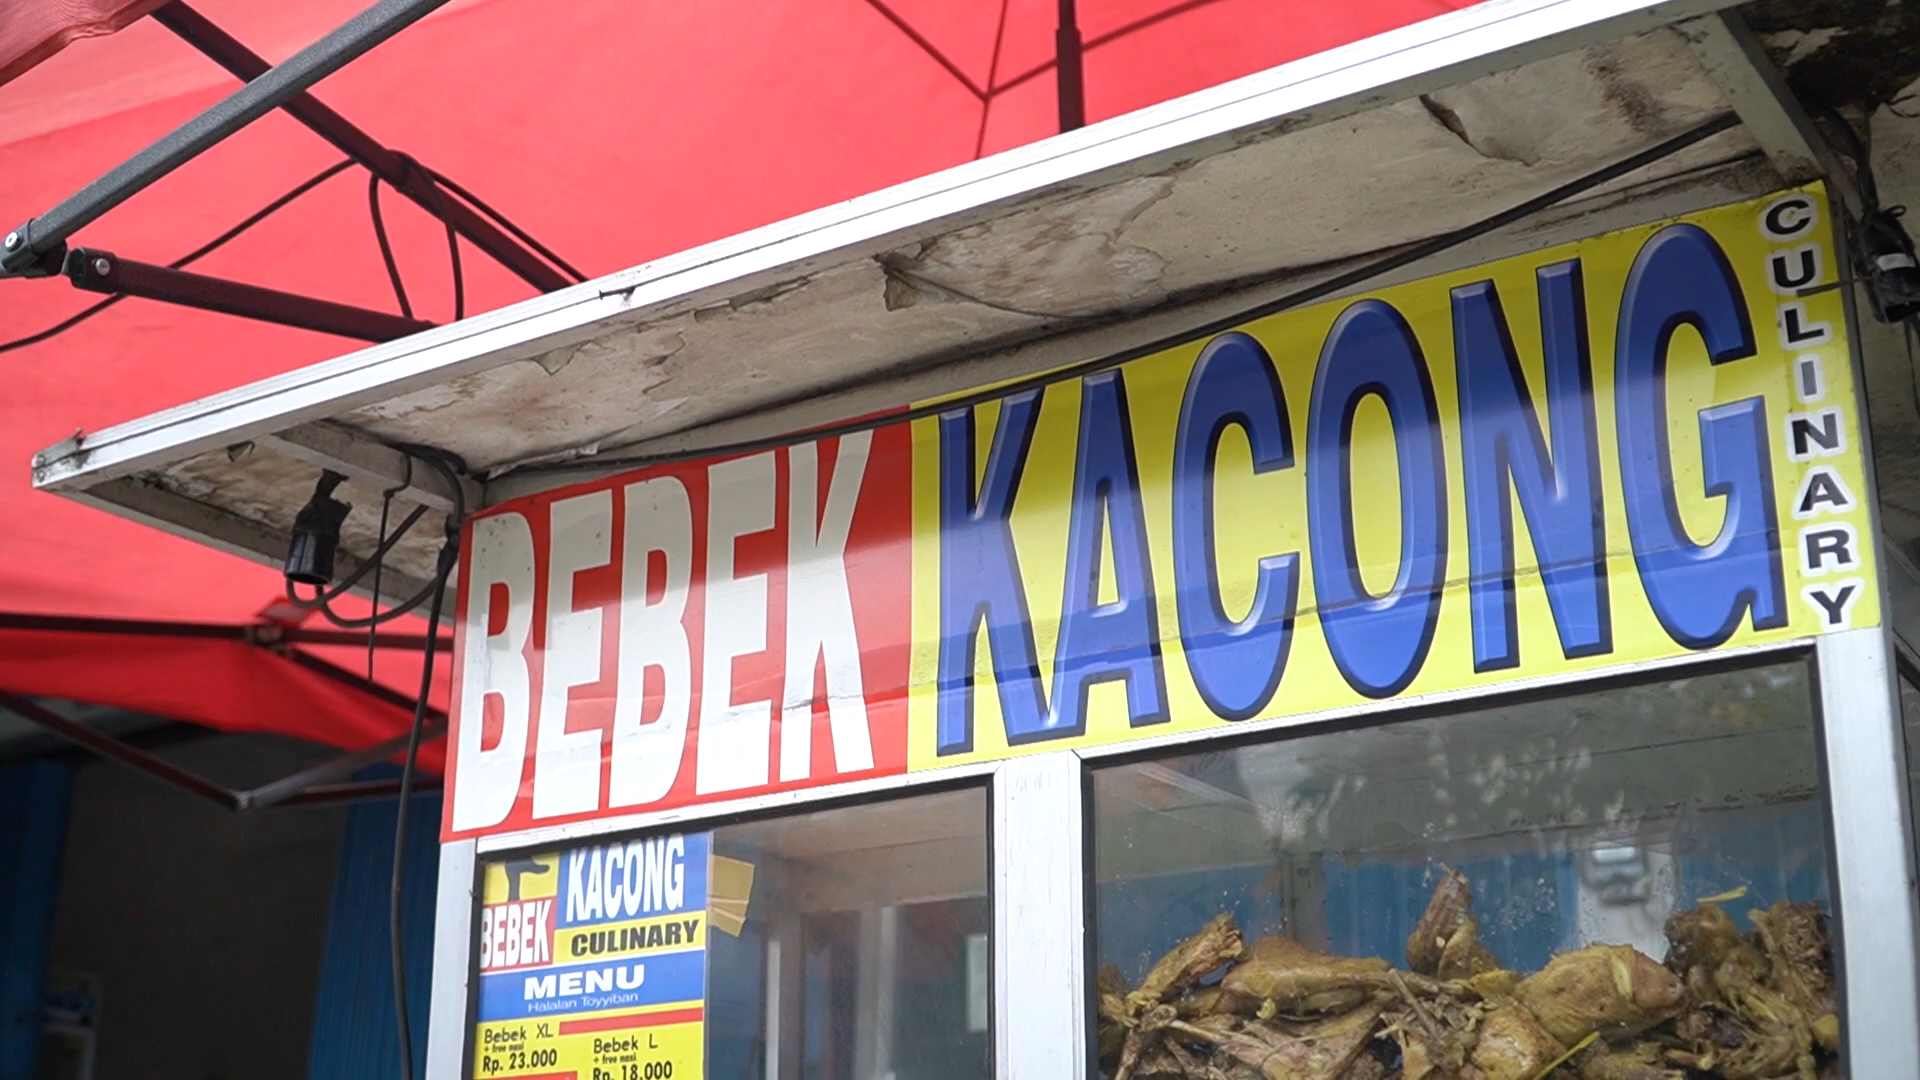 BEBEK KACONG CULINARY
BEBEK KACONG
CULINARY
MENU
Halalan Toyyiban
Bebek XL
+ free nasi
Rp. 23.000
Bebek L
+ free nasi
Rp. 18.000